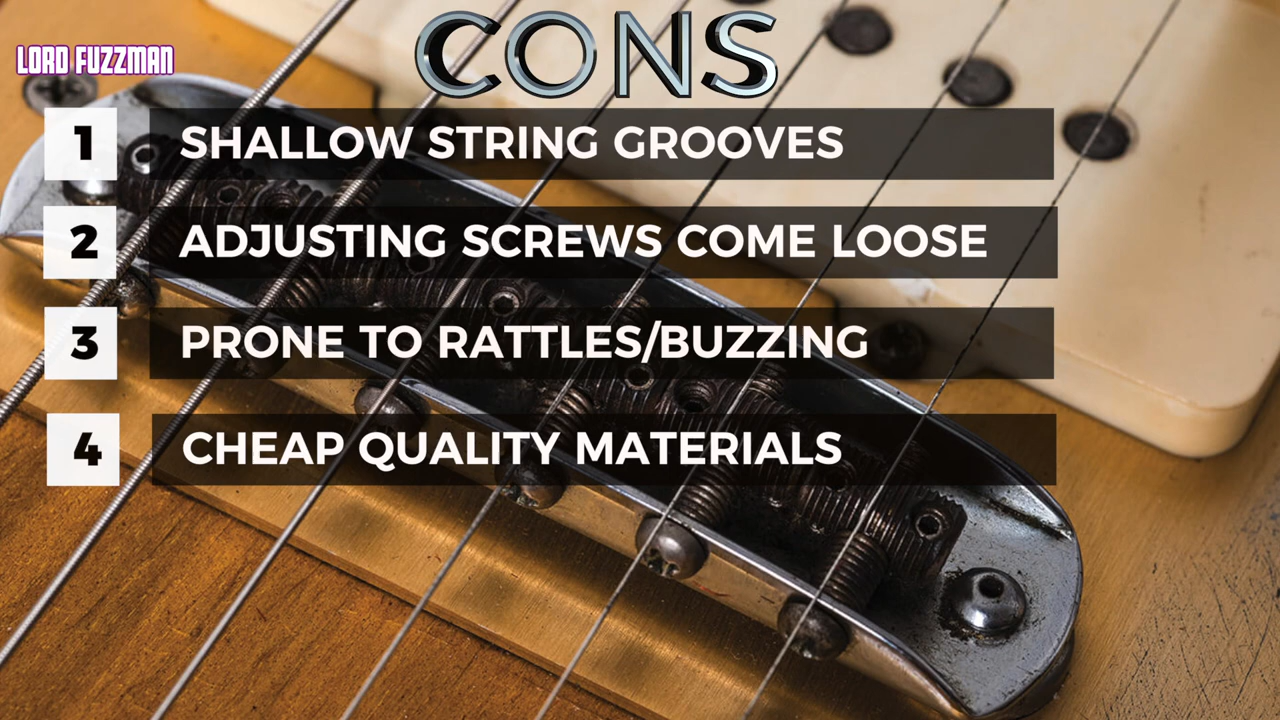 CONS
LORD FUZZMAN
1 SHALLOW STRING GROOVES
2 ADJUSTING SCREWS COME LOOSE
3 PRONE TO RATTLES/BUZZING
4 CHEAP QUALITY MATERIALS